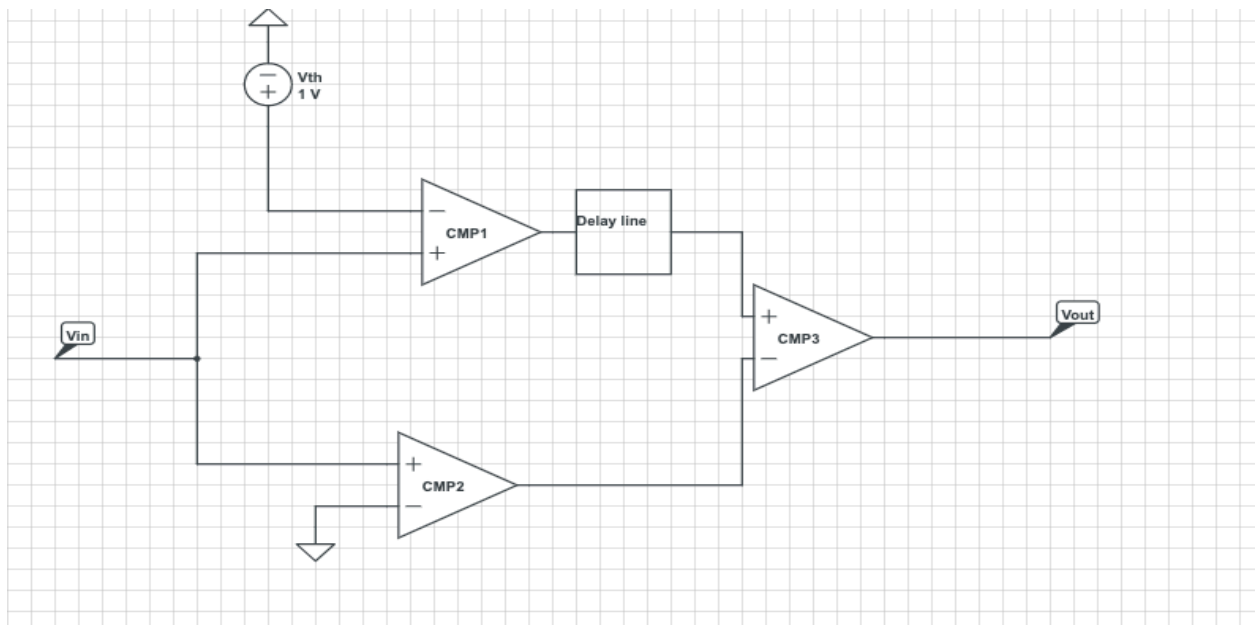 Vth
1 V
CMP1
Delay line
Vin
Vout
CMP3
CMP2